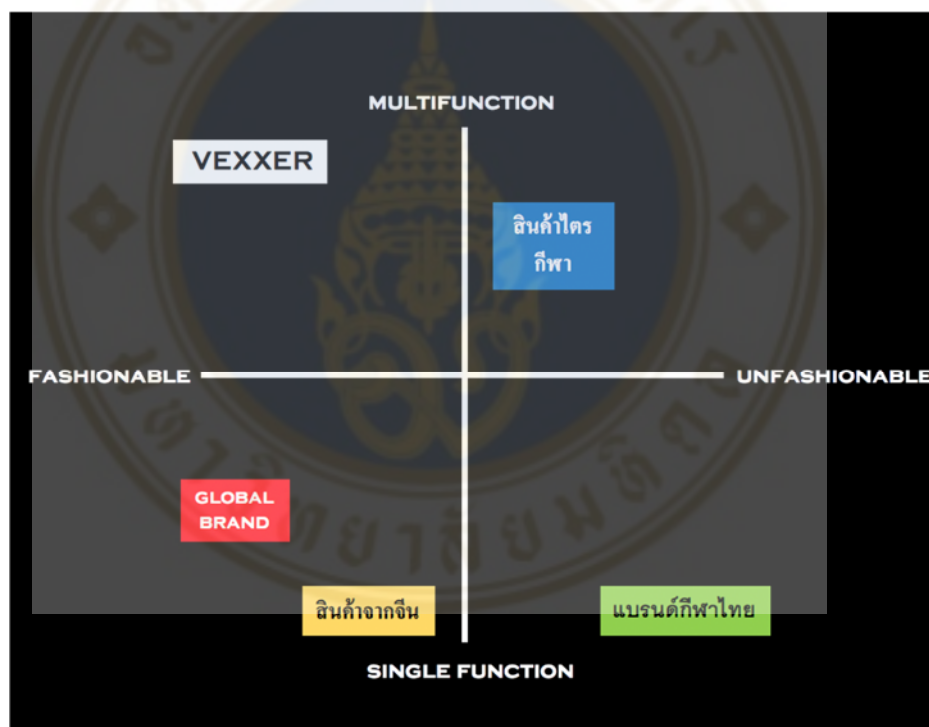 MULTIFUNCTION
VEXXER
สินค้าไตร
กีฬา
FASHIONABLE
UNFASHIONABLE
GLOBAL
BRAND
สินค้าจากจีน
แบรนด์กีฬาไทย
SINGLE FUNCTION